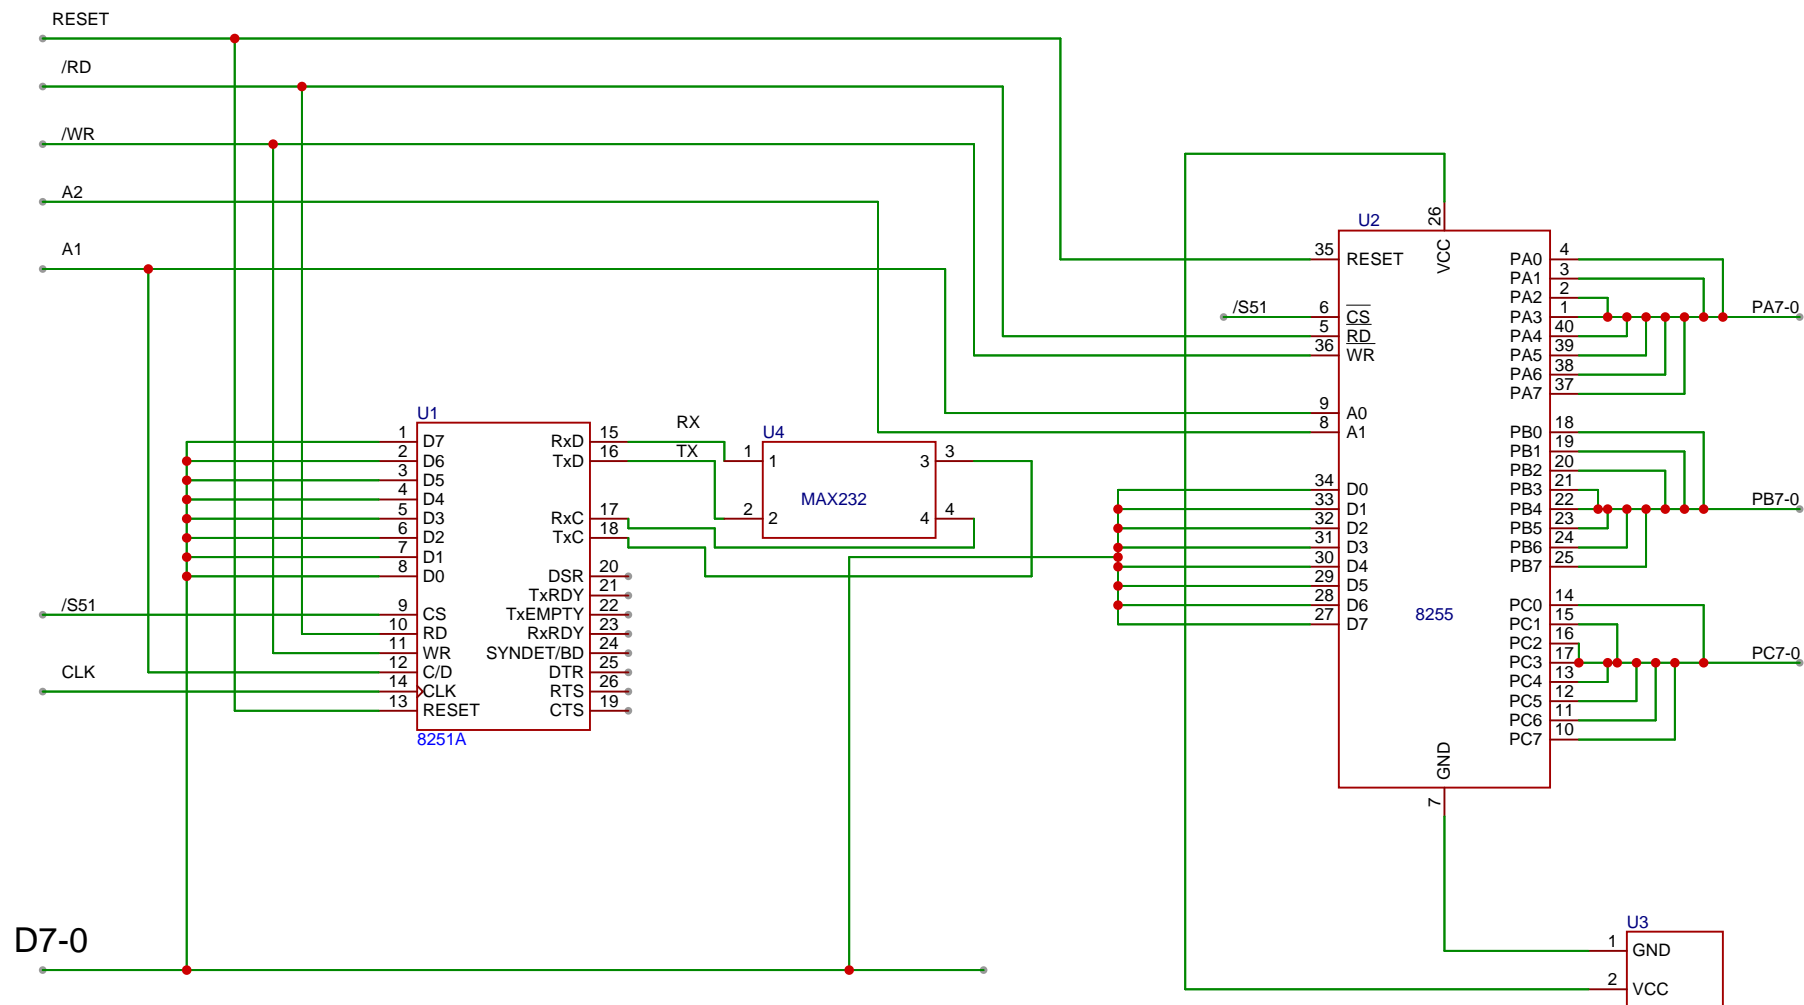 RESET
/RD
/WR
A2
A1
/S51
CLK
D7-0
U1
1 D7
2 D6
3 D5
4 D4
5 D3
6 D2
7 D1
8 D0
9 CS
10 RD
11 WR
12 C/D
14 CLK
13 RESET
RxD 15
TxD 16
RxC 17
TxC 18
DSR 20
TxRDY 21
TxEMPTY 22
RxRDY 23
SYNDET/BD 24
DTR 25
RTS 26
CTS 19
8251A
RX
TX
U4
1 1
2 2
3 3
4 4
MAX232
U2
26
VCC
35 RESET
/S51
6 CS
5 RD
36 WR
9 A0
8 A1
34 D0
33 D1
32 D2
31 D3
30 D4
29 D5
28 D6
27 D7
8255
PA0 4
PA1 3
PA2 2
PA3 1
PA4 40
PA5 39
PA6 38
PA7 37
PA7-0
PB0 18
PB1 19
PB2 20
PB3 21
PB4 22
PB5 23
PB6 24
PB7 25
PB7-0
PC0 14
PC1 15
PC2 16
PC3 17
PC4 13
PC5 12
PC6 11
PC7 10
PC7-0
GND
7
U3
1 GND
2 VCC